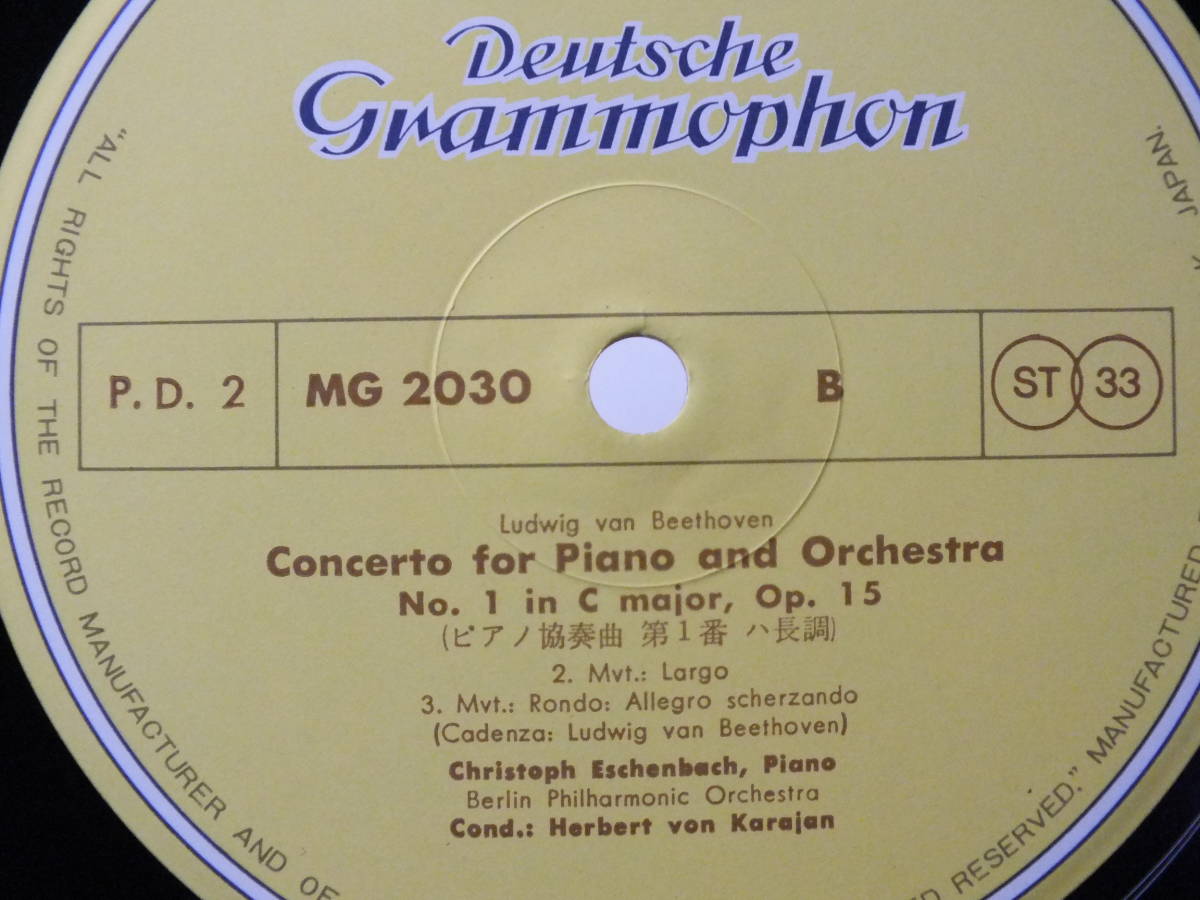 Deutsche
Grammophon
P. D. 2 MG 2030 B ST 33
Ludwig van Beethoven
Concerto for Piano and Orchestra
No. 1 in C major, Op. 15
(ピアノ協奏曲 第1番 ハ長調)
2. Mvt.: Largo
3. Mvt.: Rondo: Allegro scherzando
(Cadenza: Ludwig van Beethoven)
Christoph Eschenbach, Piano
Berlin Philharmonic Orchestra
Cond.: Herbert von Karajan
"ALL RIGHTS OF THE RECORD MANUFACTURER AND OF
RESERVED." MANUFACTURED
JAPAN.